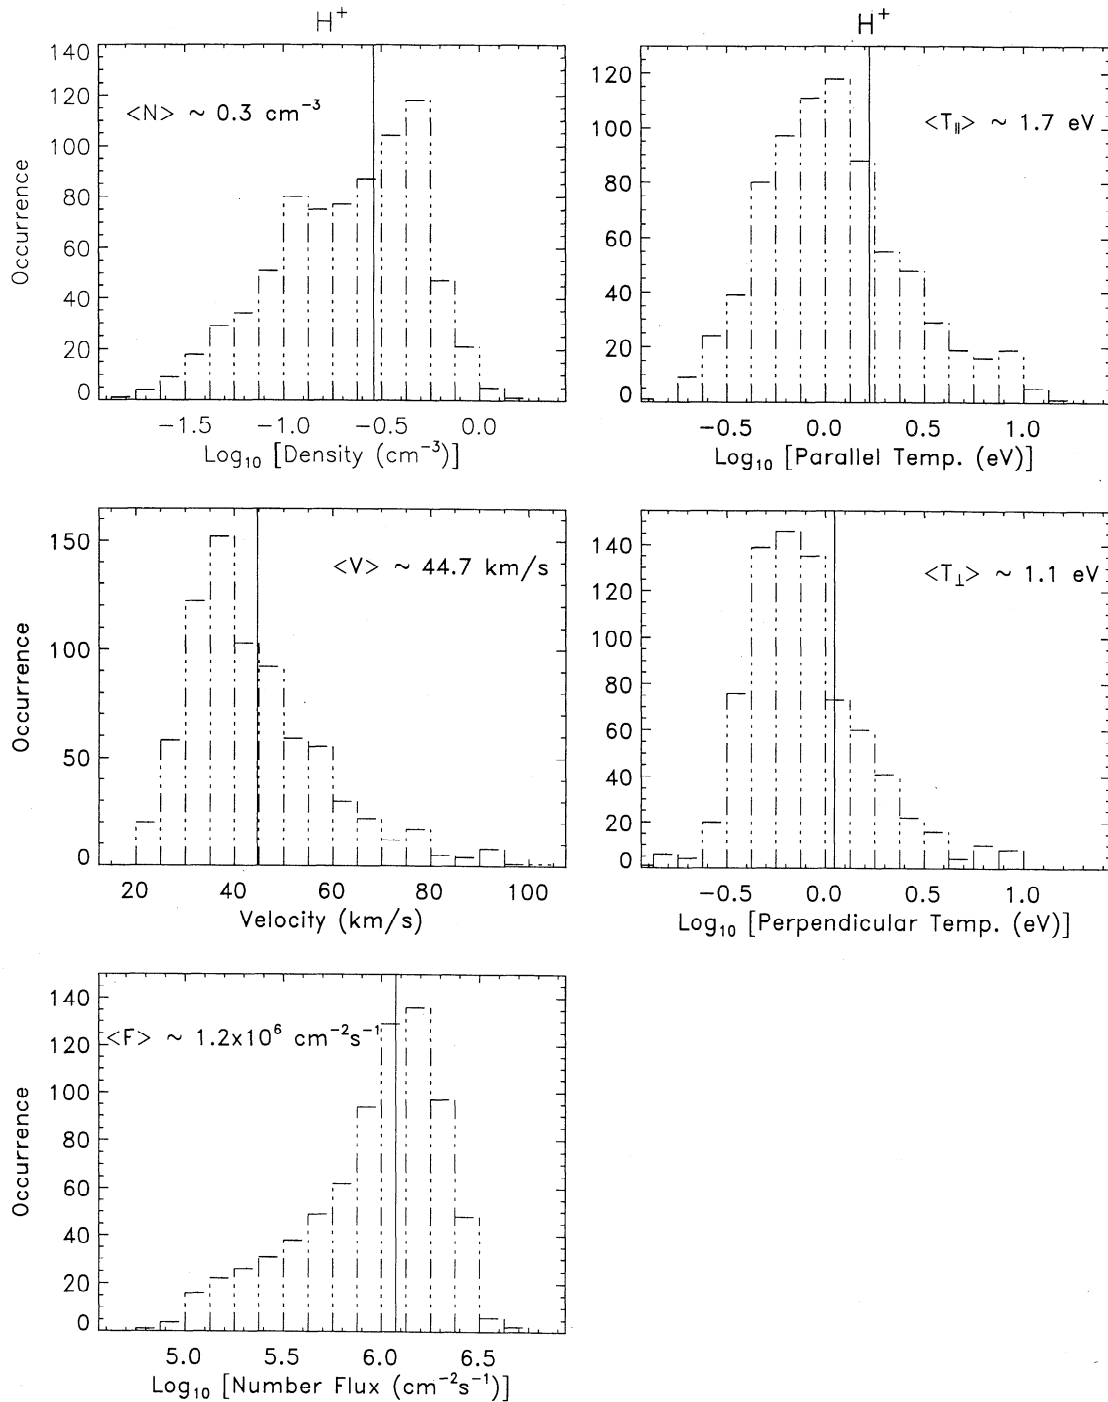 H⁺
140
120
100
80
60
40
20
0
Occurrence
<N> ~ 0.3 cm⁻³
−1.5 −1.0 −0.5 0.0
Log₁₀ [Density (cm⁻³)]
H⁺
120
100
80
60
40
20
0
<T∥> ~ 1.7 eV
−0.5 0.0 0.5 1.0
Log₁₀ [Parallel Temp. (eV)]
150
100
50
0
Occurrence
<V> ~ 44.7 km/s
20 40 60 80 100
Velocity (km/s)
140
120
100
80
60
40
20
0
<T⊥> ~ 1.1 eV
−0.5 0.0 0.5 1.0
Log₁₀ [Perpendicular Temp. (eV)]
140
120
100
80
60
40
20
0
Occurrence
<F> ~ 1.2x10⁶ cm⁻²s⁻¹
5.0 5.5 6.0 6.5
Log₁₀ [Number Flux (cm⁻²s⁻¹)]